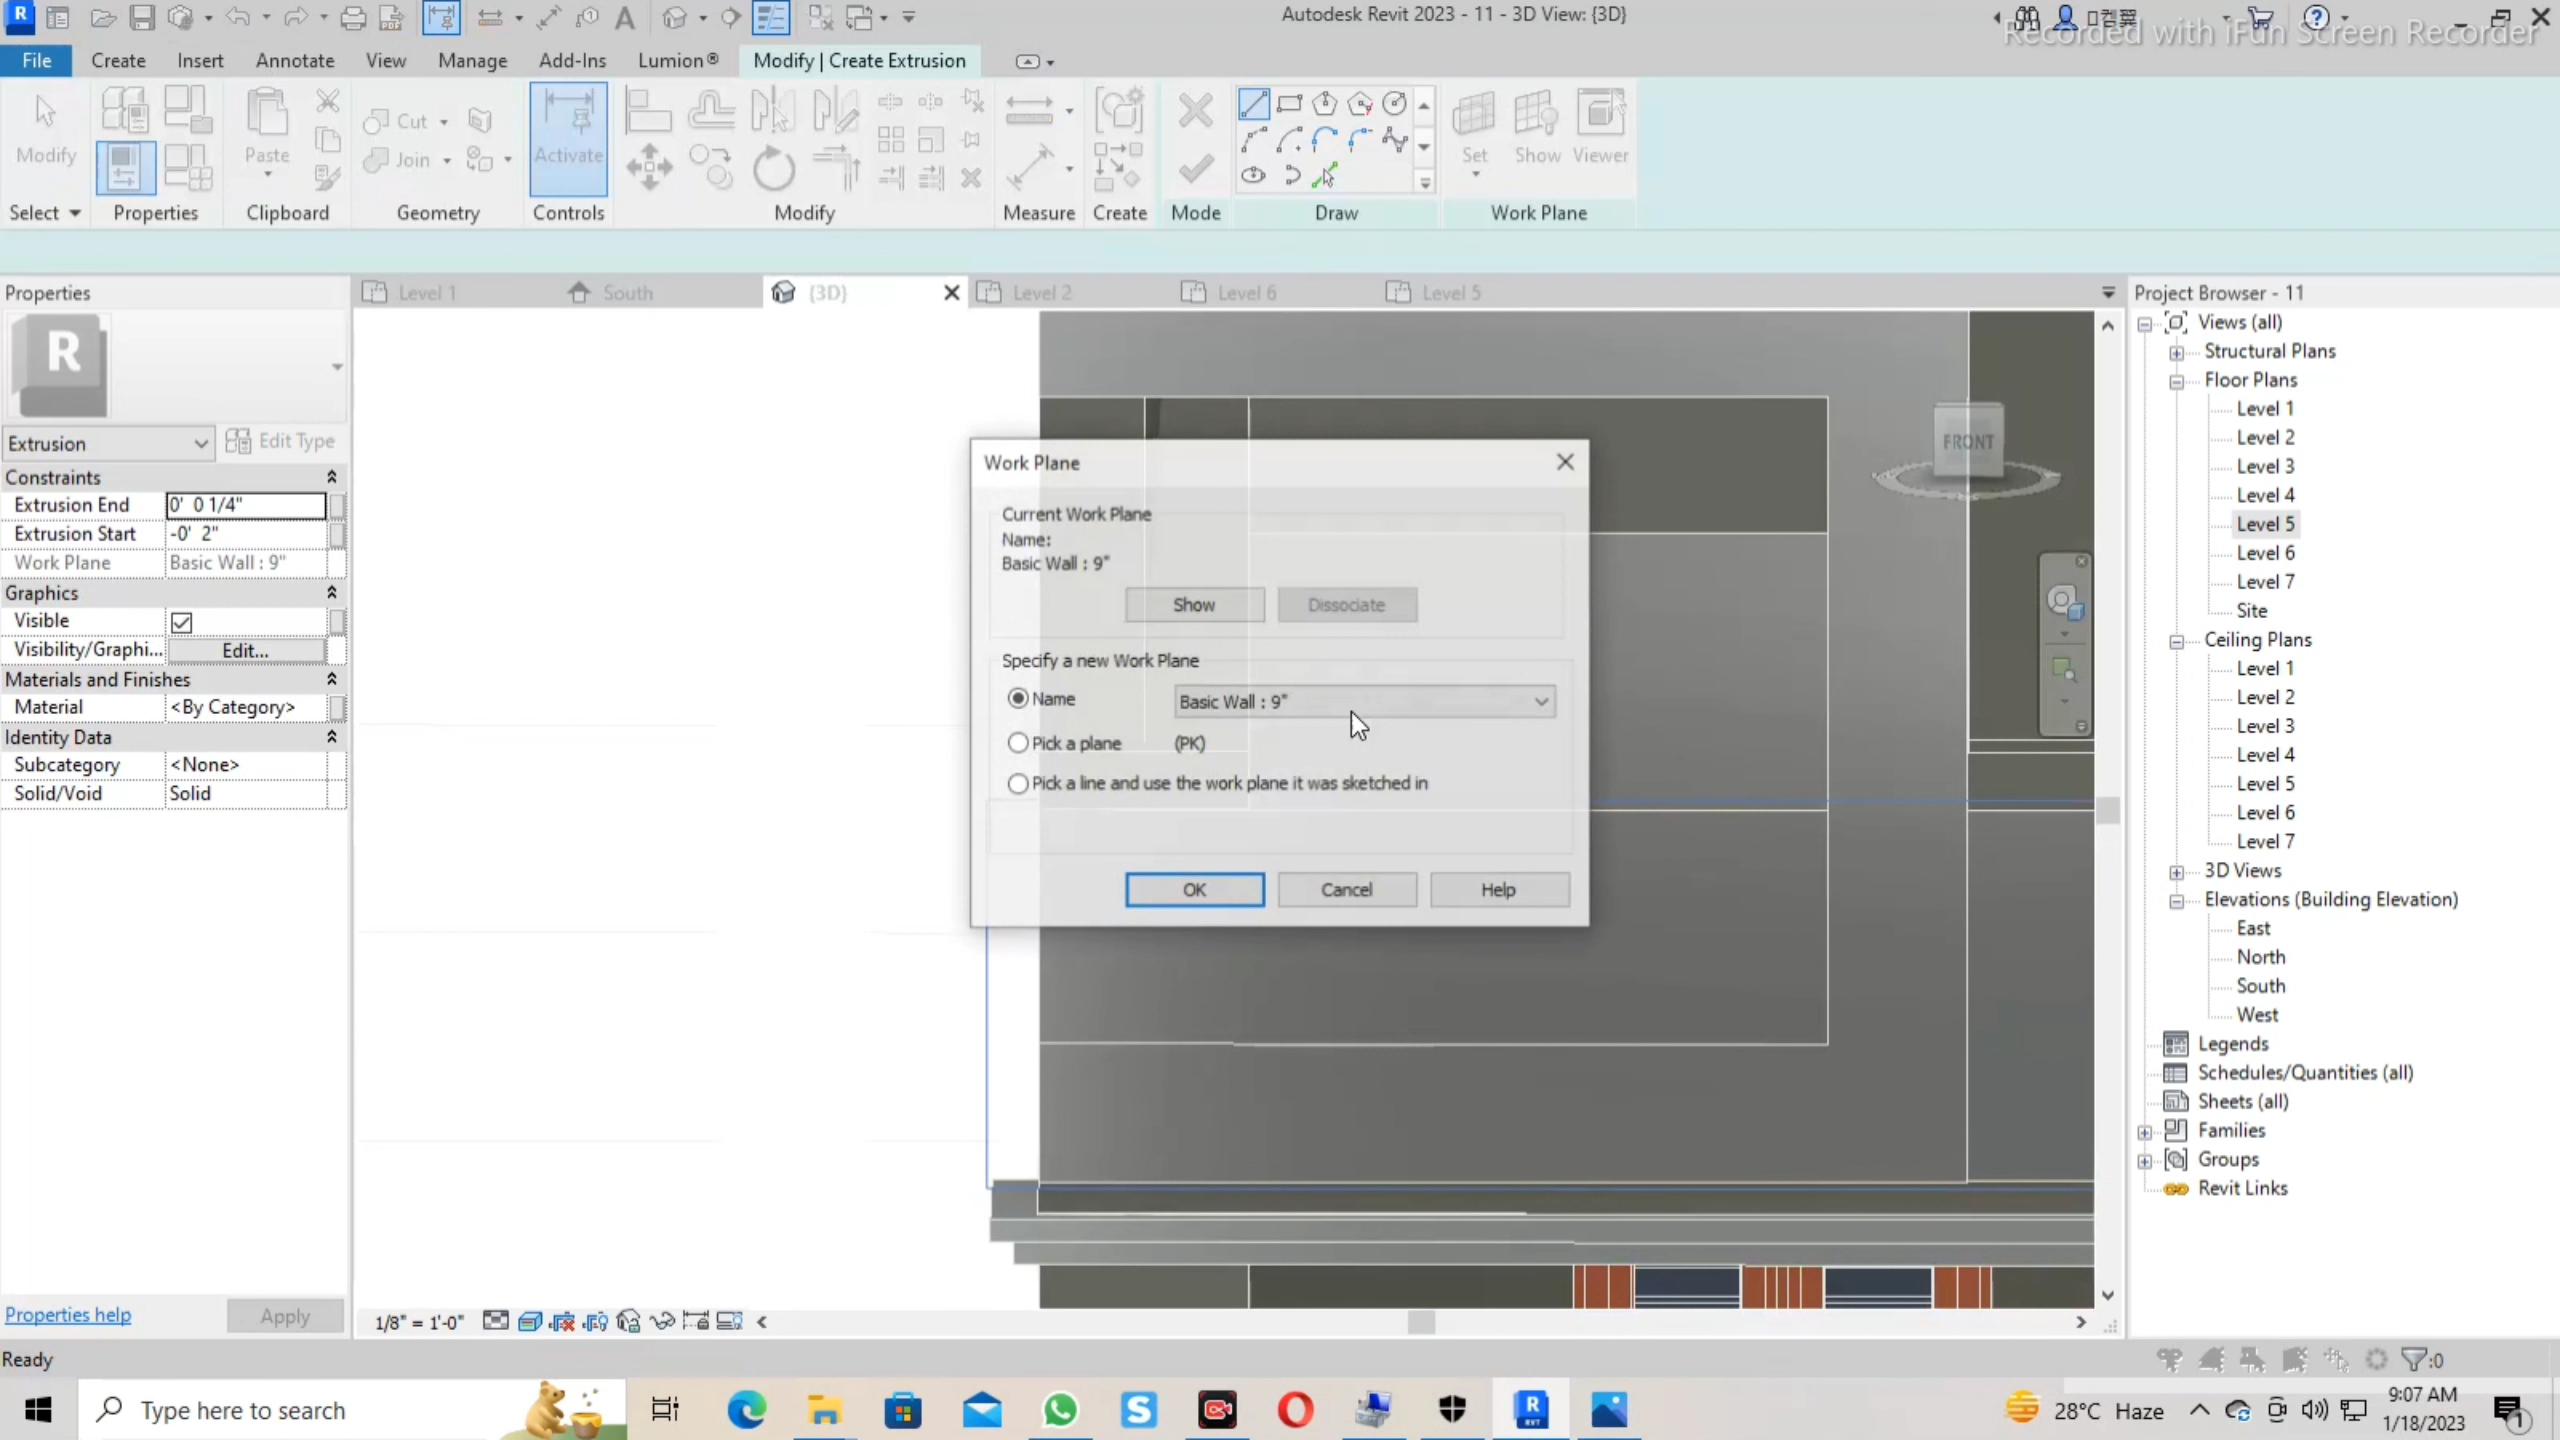 Autodesk Revit 2023 - 11 - 3D View: {3D}
Recorded with iFun Screen Recorder
File Create Insert Annotate View Manage Add-Ins Lumion® Modify | Create Extrusion
Modify
Cut
Join
Paste
Activate
Set Show Viewer
Select Properties Clipboard Geometry Controls Modify Measure Create Mode Draw Work Plane
Properties
Level 1 South {3D} Level 2 Level 6 Level 5
R
Extrusion Edit Type
Constraints
Extrusion End 0' 0 1/4"
Extrusion Start -0' 2"
Work Plane Basic Wall : 9"
Graphics
Visible
Visibility/Graphi... Edit...
Materials and Finishes
Material <By Category>
Identity Data
Subcategory <None>
Solid/Void Solid
Properties help Apply
FRONT
Work Plane
Current Work Plane
Name:
Basic Wall : 9"
Show Dissociate
Specify a new Work Plane
Name Basic Wall : 9"
Pick a plane (PK)
Pick a line and use the work plane it was sketched in
OK Cancel Help
1/8" = 1'-0"
Project Browser - 11
Views (all)
Structural Plans
Floor Plans
Level 1
Level 2
Level 3
Level 4
Level 5
Level 6
Level 7
Site
Ceiling Plans
Level 1
Level 2
Level 3
Level 4
Level 5
Level 6
Level 7
3D Views
Elevations (Building Elevation)
East
North
South
West
Legends
Schedules/Quantities (all)
Sheets (all)
Families
Groups
Revit Links
Ready
:0
Type here to search
28°C Haze
9:07 AM
1/18/2023
1